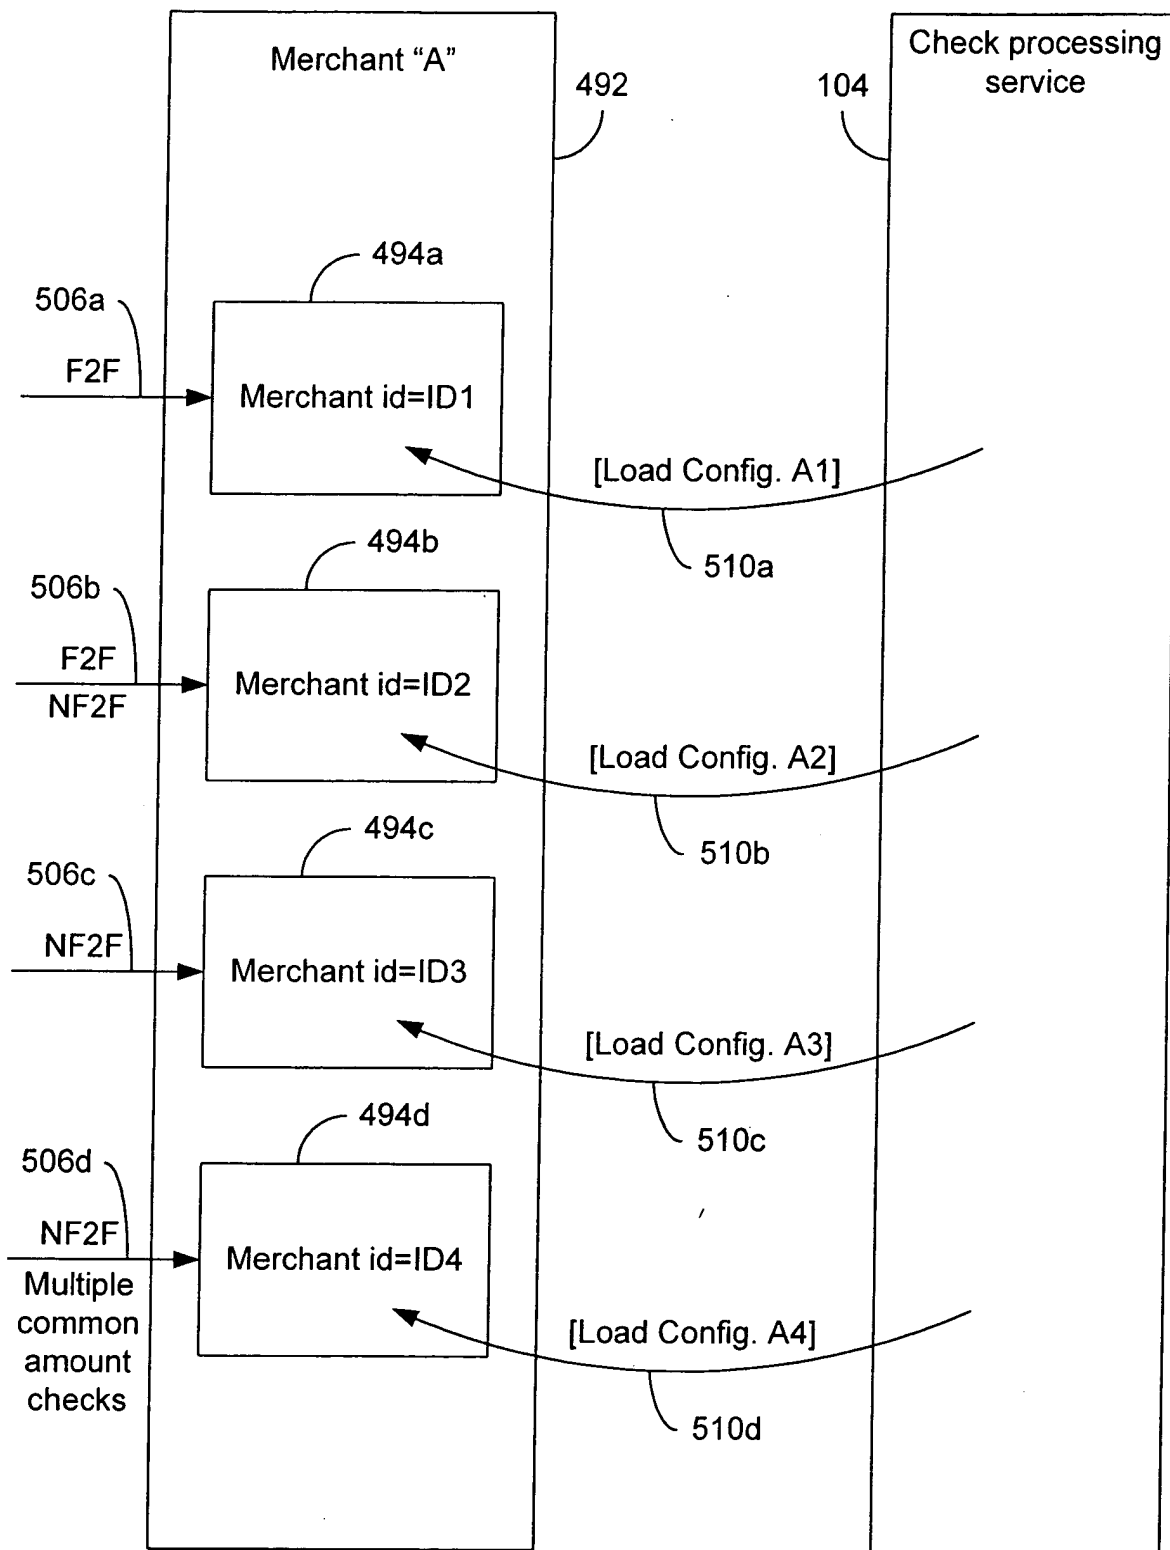 Merchant “A”
492
104
Check processing
service
494a
506a
F2F
Merchant id=ID1
[Load Config. A1]
510a
494b
506b
F2F
NF2F
Merchant id=ID2
[Load Config. A2]
510b
494c
506c
NF2F
Merchant id=ID3
[Load Config. A3]
510c
494d
506d
NF2F
Multiple
common
amount
checks
Merchant id=ID4
[Load Config. A4]
510d